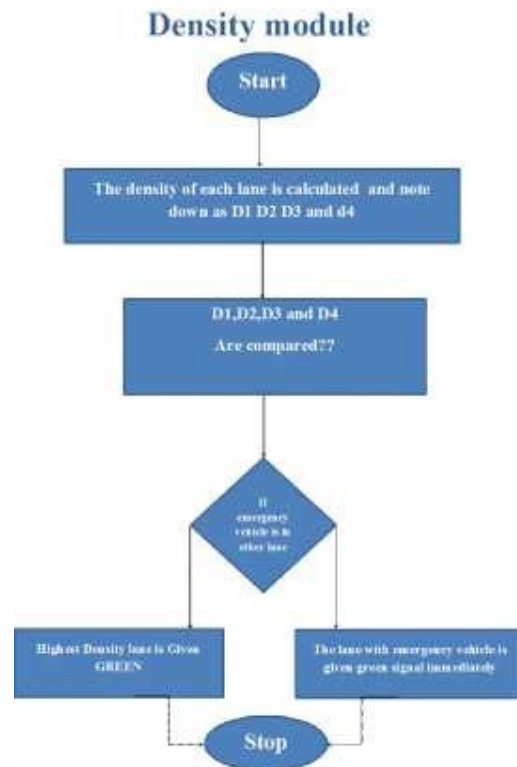 Density module
Start
The density of each lane is calculated and note
down as D1 D2 D3 and d4
D1,D2,D3 and D4
Are compared??
If
emergency
vehicle is in
other lane
Highest Density lane is Given
GREEN
The lane with emergency vehicle is
given green signal immediately
Stop